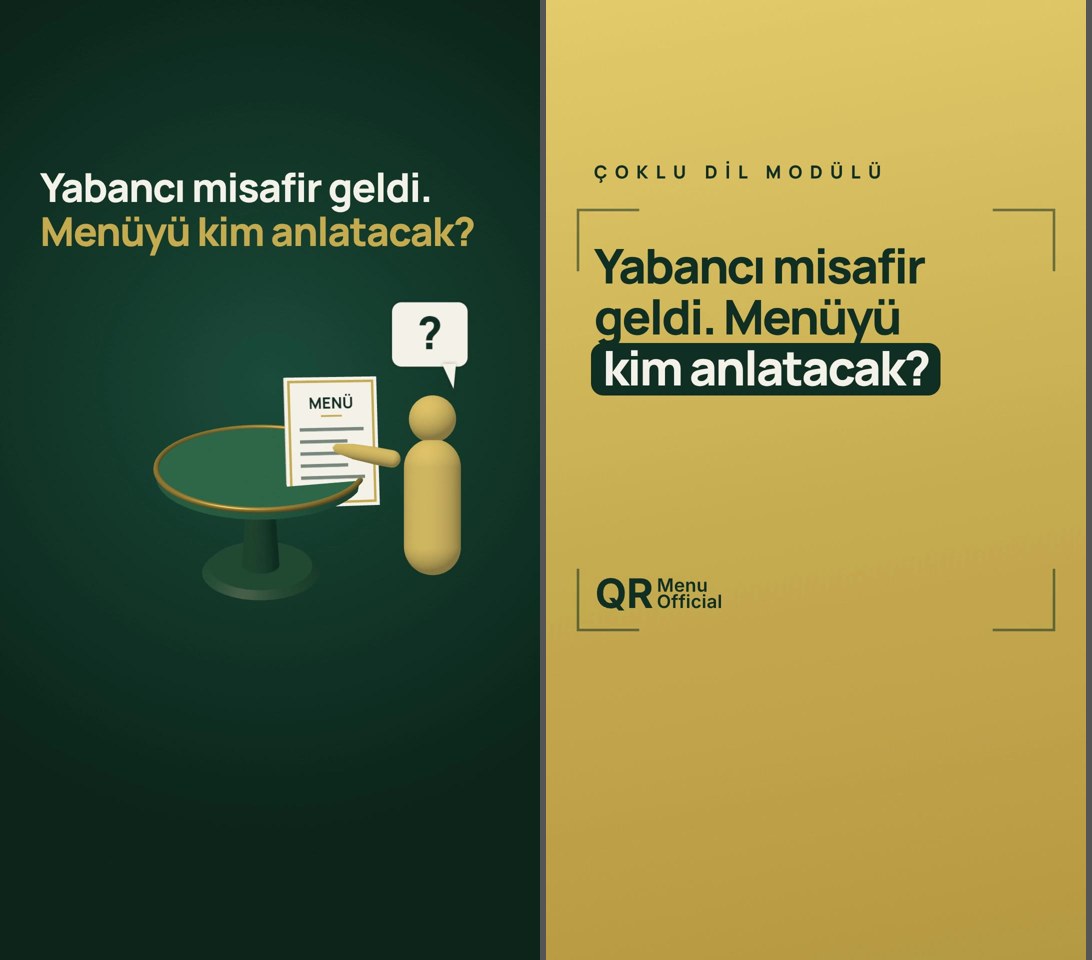 Yabancı misafir geldi.
Menüyü kim anlatacak?
?
MENÜ
ÇOKLU DİL MODÜLÜ
Yabancı misafir
geldi. Menüyü
kim anlatacak?
QR Menu
Official